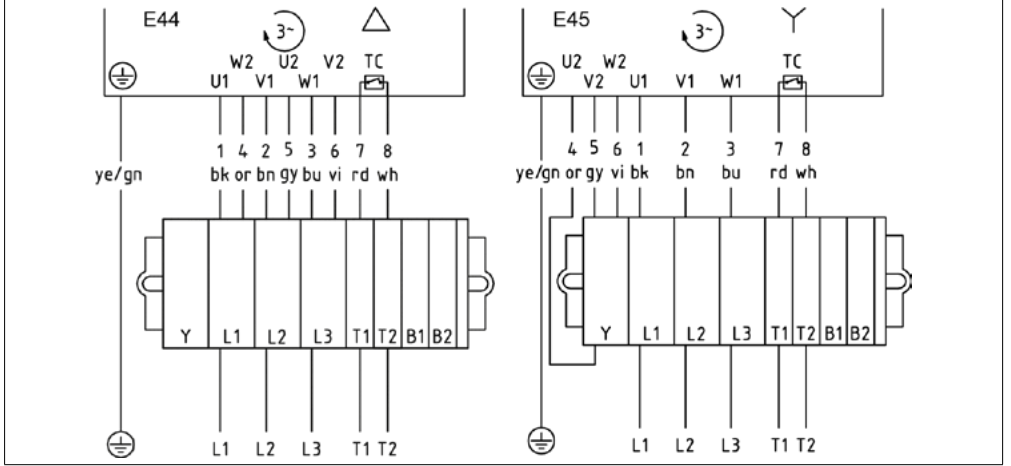 E44 3~
W2 U2 V2 TC
U1 V1 W1
1 4 2 5 3 6 7 8
ye/gn bk or bn gy bu vi rd wh
Y L1 L2 L3 T1 T2 B1 B2
L1 L2 L3 T1 T2
E45 3~
U2 W2 TC
V2 U1 V1 W1
4 5 6 1 2 3 7 8
ye/gn or gy vi bk bn bu rd wh
Y L1 L2 L3 T1 T2 B1 B2
L1 L2 L3 T1 T2